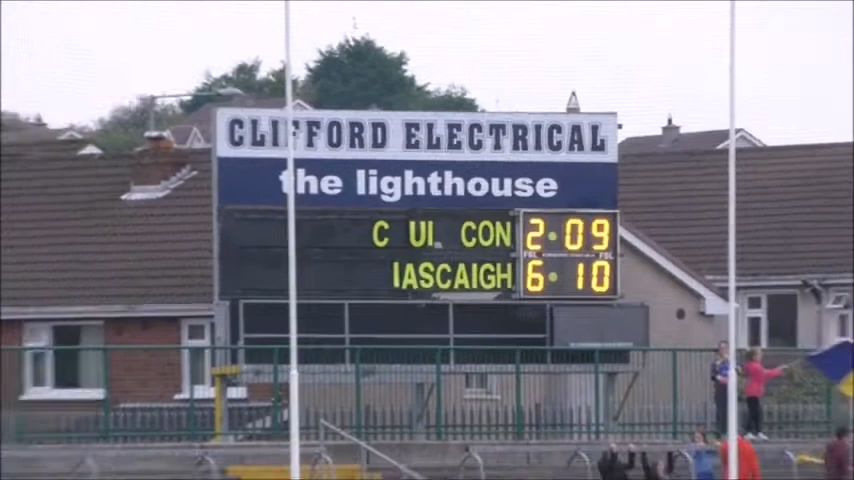 CLIFFORD ELECTRICAL
the lighthouse
C UI. CON 2 09
IASCAIGH 6 10